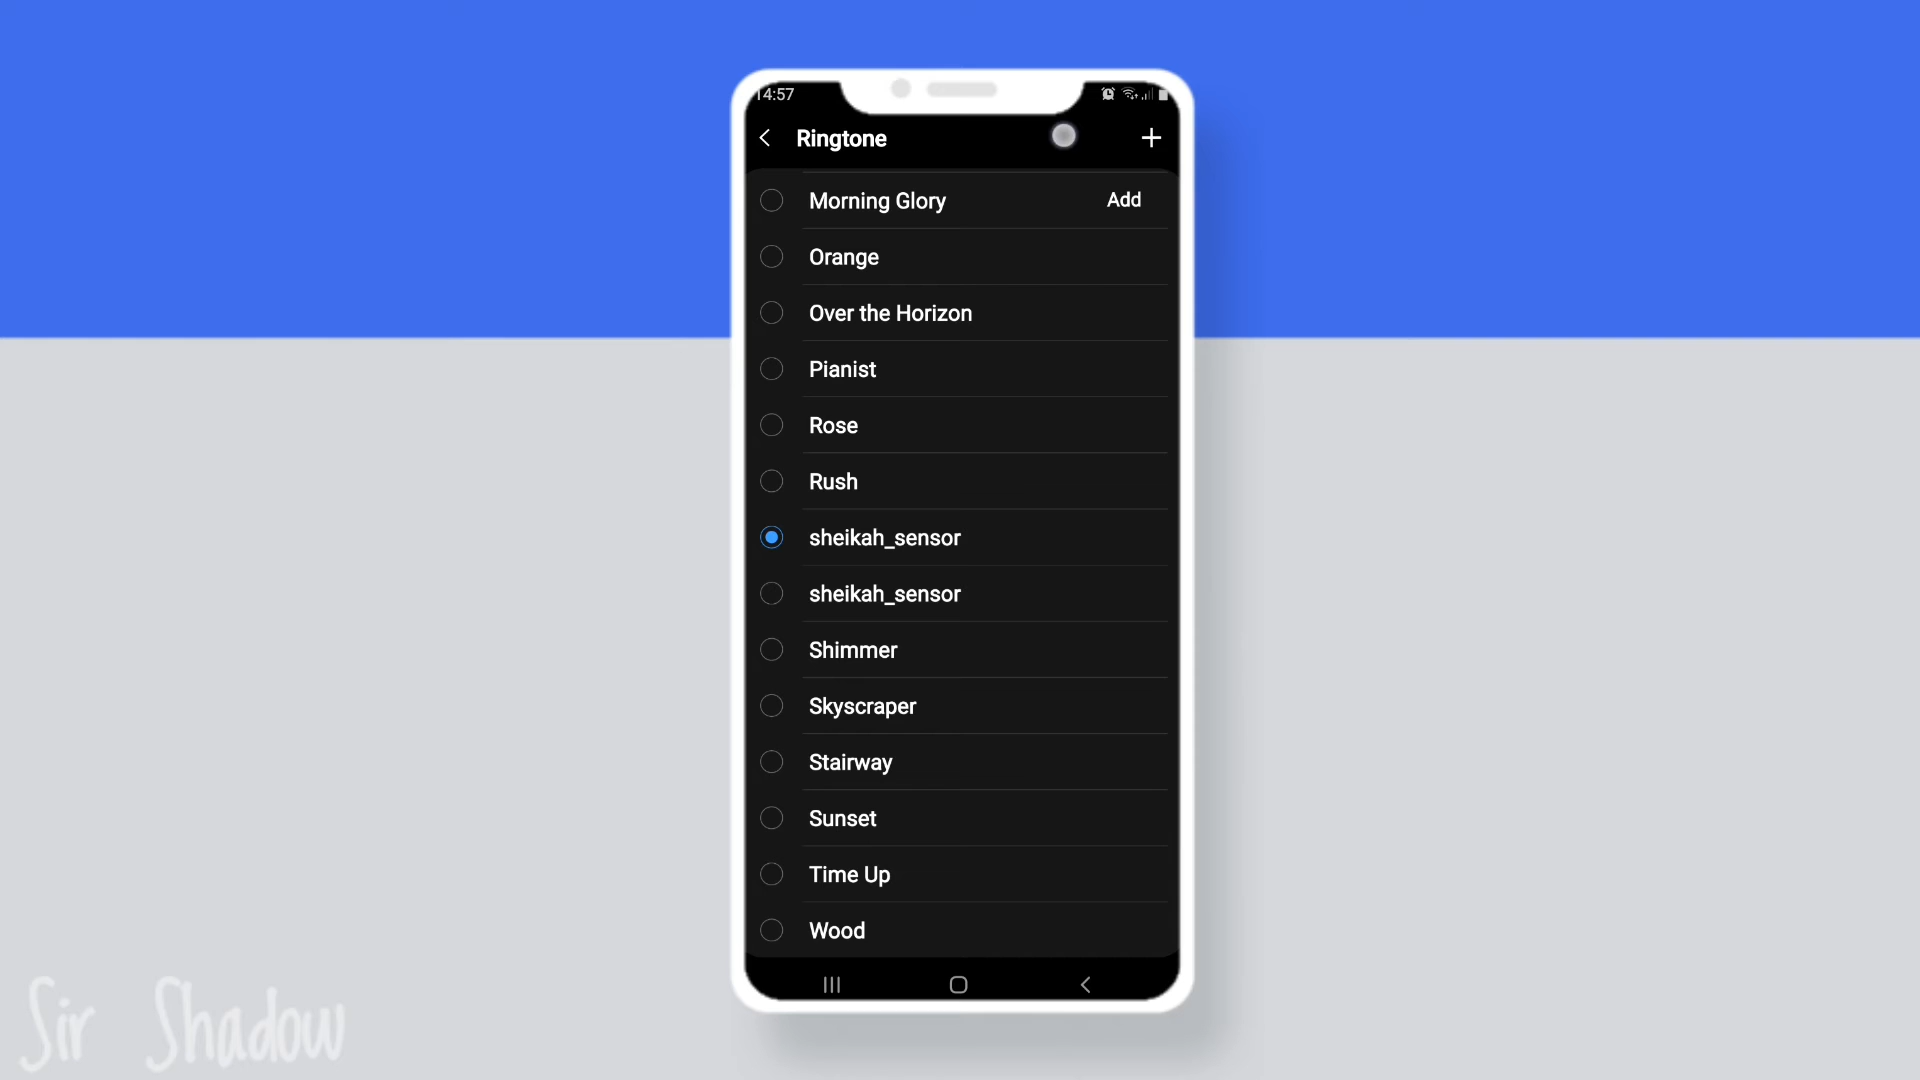 14:57
Ringtone
Morning Glory Add
Orange
Over the Horizon
Pianist
Rose
Rush
sheikah_sensor
sheikah_sensor
Shimmer
Skyscraper
Stairway
Sunset
Time Up
Wood
Sir Shadow